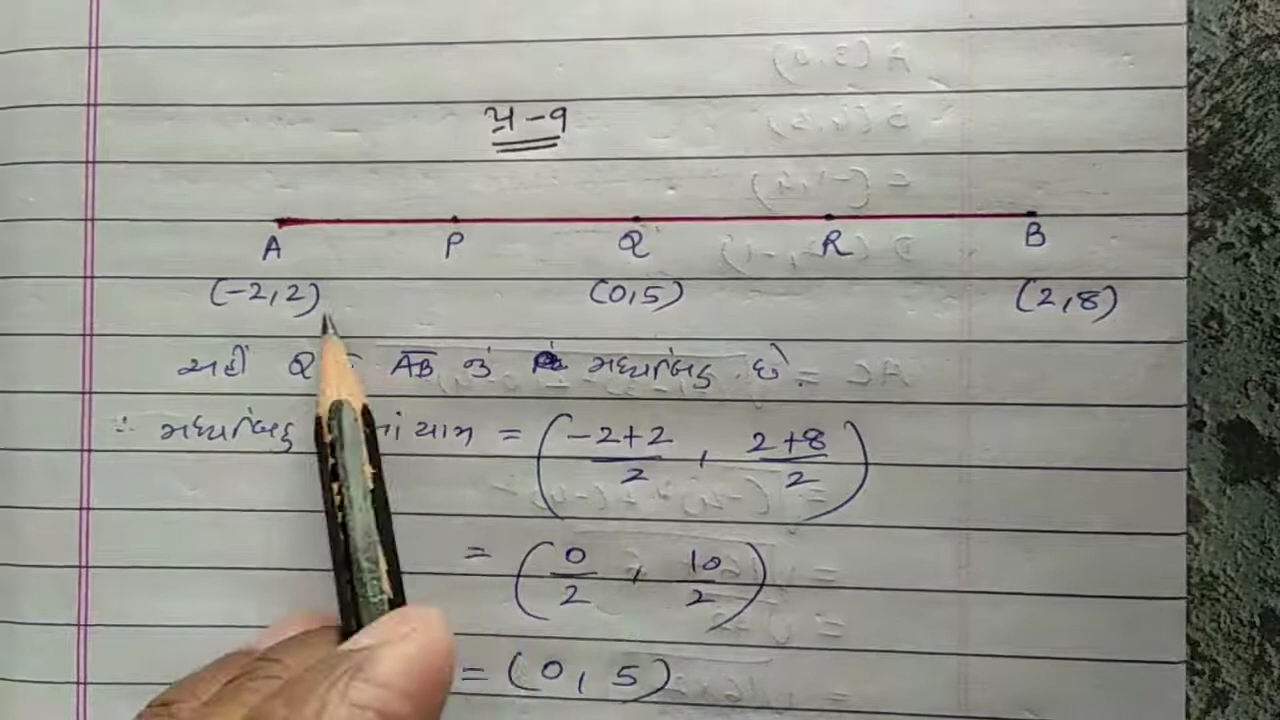 પ્ર-૧
A P Q R B
(-2,2) (0,5) (2,8)
અહીં Q AB નું મધ્યબિંદુ છે.
∴ મધ્યબિંદુ યામ = (-2+2/2 , 2+8/2)
= (0/2 , 10/2)
= (0, 5)